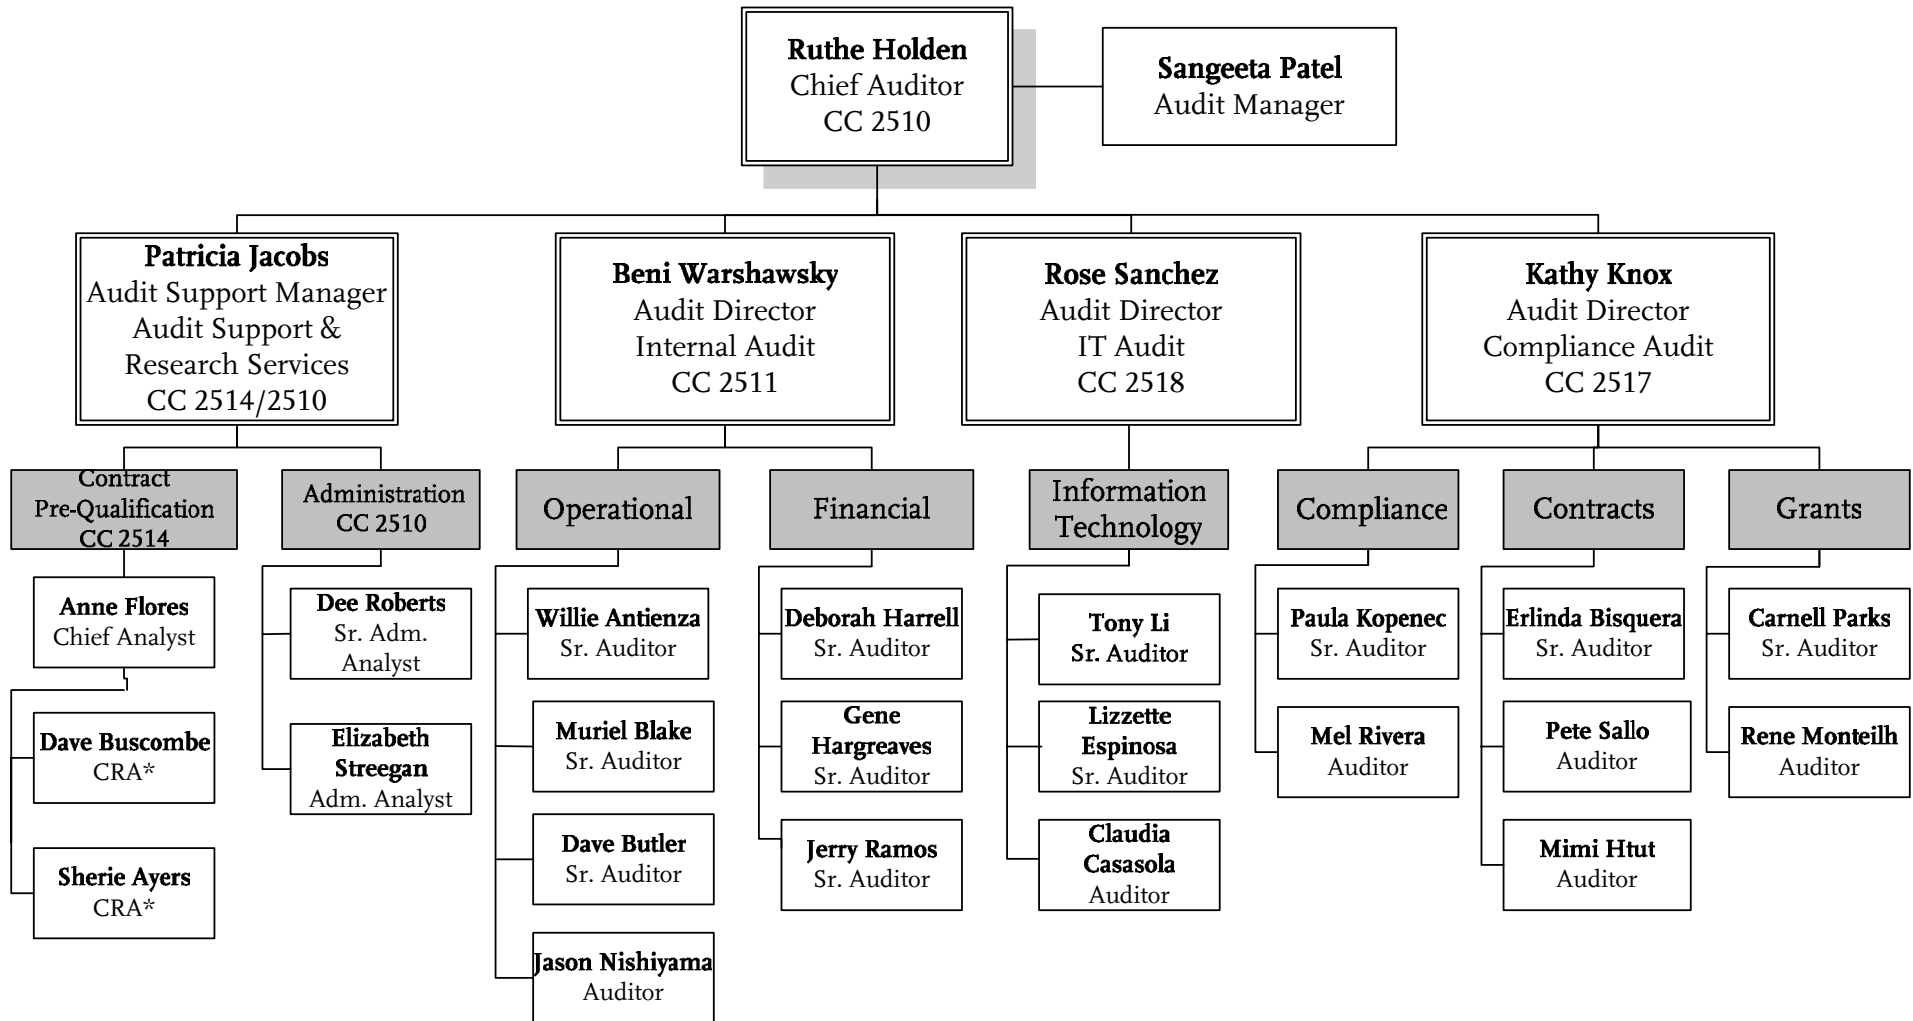 Ruthe Holden
Chief Auditor
CC 2510
Sangeeta Patel
Audit Manager
Patricia Jacobs
Audit Support Manager
Audit Support &
Research Services
CC 2514/2510
Beni Warshawsky
Audit Director
Internal Audit
CC 2511
Rose Sanchez
Audit Director
IT Audit
CC 2518
Kathy Knox
Audit Director
Compliance Audit
CC 2517
Contract
Pre-Qualification
CC 2514
Administration
CC 2510
Operational
Financial
Information
Technology
Compliance
Contracts
Grants
Anne Flores
Chief Analyst
Dave Buscombe
CRA*
Sherie Ayers
CRA*
Dee Roberts
Sr. Adm.
Analyst
Elizabeth
Streegan
Adm. Analyst
Willie Antienza
Sr. Auditor
Muriel Blake
Sr. Auditor
Dave Butler
Sr. Auditor
Jason Nishiyama
Auditor
Deborah Harrell
Sr. Auditor
Gene
Hargreaves
Sr. Auditor
Jerry Ramos
Sr. Auditor
Tony Li
Sr. Auditor
Lizzette
Espinosa
Sr. Auditor
Claudia
Casasola
Auditor
Paula Kopenec
Sr. Auditor
Mel Rivera
Auditor
Erlinda Bisquera
Sr. Auditor
Pete Sallo
Auditor
Mimi Htut
Auditor
Carnell Parks
Sr. Auditor
Rene Monteilh
Auditor